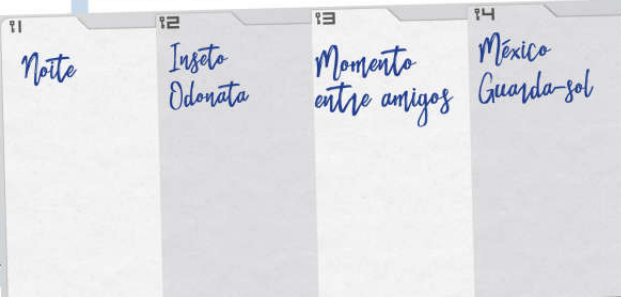 1
Noite
2
Inseto
Odonata
3
Momento
entre amigos
4
México
Guarda-sol